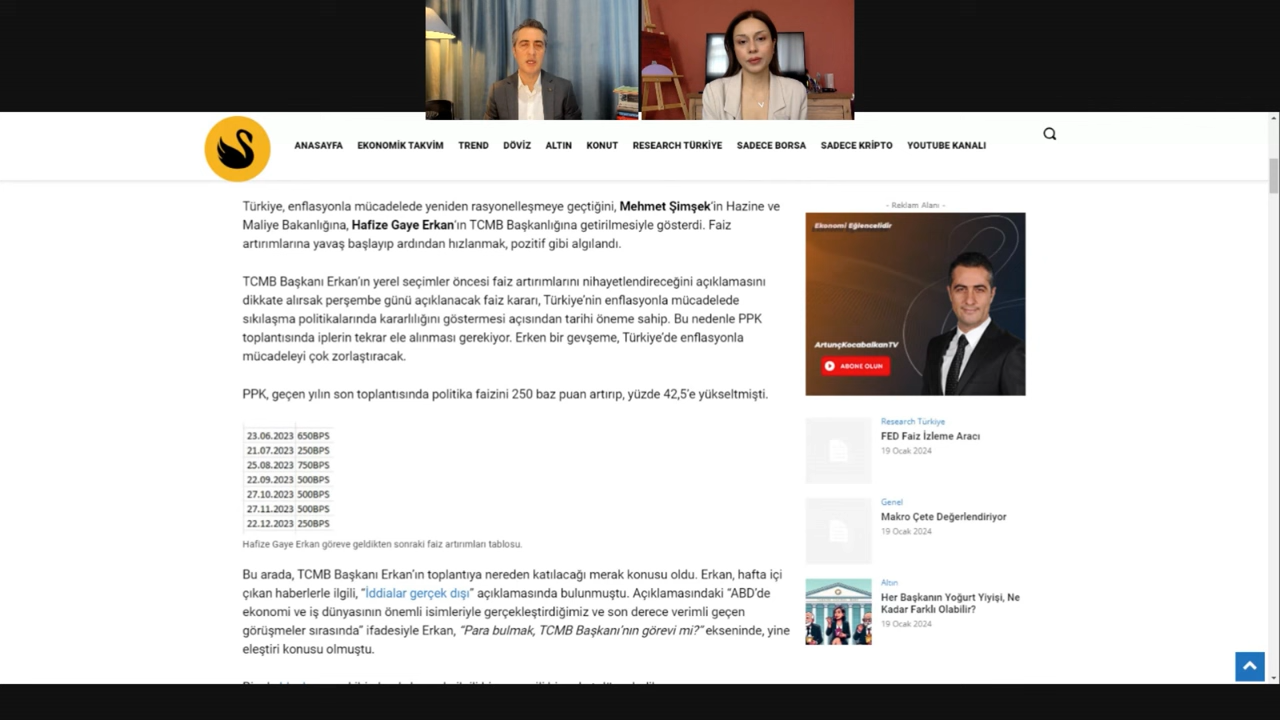 ANASAYFA EKONOMİK TAKVİM TREND DÖVİZ ALTIN KONUT RESEARCH TÜRKİYE SADECE BORSA SADECE KRİPTO YOUTUBE KANALI
Türkiye, enflasyonla mücadelede yeniden rasyonelleşmeye geçtiğini, Mehmet Şimşek'in Hazine ve
Maliye Bakanlığına, Hafize Gaye Erkan'ın TCMB Başkanlığına getirilmesiyle gösterdi. Faiz
artırımlarına yavaş başlayıp ardından hızlanmak, pozitif gibi algılandı.
TCMB Başkanı Erkan'ın yerel seçimler öncesi faiz artırımlarını nihayetlendireceğini açıklamasını
dikkate alırsak perşembe günü açıklanacak faiz kararı, Türkiye'nin enflasyonla mücadelede
sıkılaşma politikalarında kararlılığını göstermesi açısından tarihi öneme sahip. Bu nedenle PPK
toplantısında iplerin tekrar ele alınması gerekiyor. Erken bir gevşeme, Türkiye'de enflasyonla
mücadeleyi çok zorlaştıracak.
PPK, geçen yılın son toplantısında politika faizini 250 baz puan artırıp, yüzde 42,5'e yükseltmişti.
23.06.2023 650BPS
21.07.2023 250BPS
25.08.2023 750BPS
22.09.2023 500BPS
27.10.2023 500BPS
27.11.2023 500BPS
22.12.2023 250BPS
Hafize Gaye Erkan göreve geldikten sonraki faiz artırımları tablosu.
Bu arada, TCMB Başkanı Erkan'ın toplantıya nereden katılacağı merak konusu oldu. Erkan, hafta içi
çıkan haberlerle ilgili, "İddialar gerçek dışı" açıklamasında bulunmuştu. Açıklamasındaki "ABD'de
ekonomi ve iş dünyasının önemli isimleriyle gerçekleştirdiğimiz ve son derece verimli geçen
görüşmeler sırasında" ifadesiyle Erkan, "Para bulmak, TCMB Başkanı'nın görevi mi?" ekseninde, yine
eleştiri konusu olmuştu.
- Reklam Alanı -
Ekonomi Eğlencelidir
ArtunçKocabalkanTV
ABONE OLUN
Research Türkiye
FED Faiz İzleme Aracı
19 Ocak 2024
Genel
Makro Çete Değerlendiriyor
19 Ocak 2024
Altın
Her Başkanın Yoğurt Yiyişi, Ne
Kadar Farklı Olabilir?
19 Ocak 2024